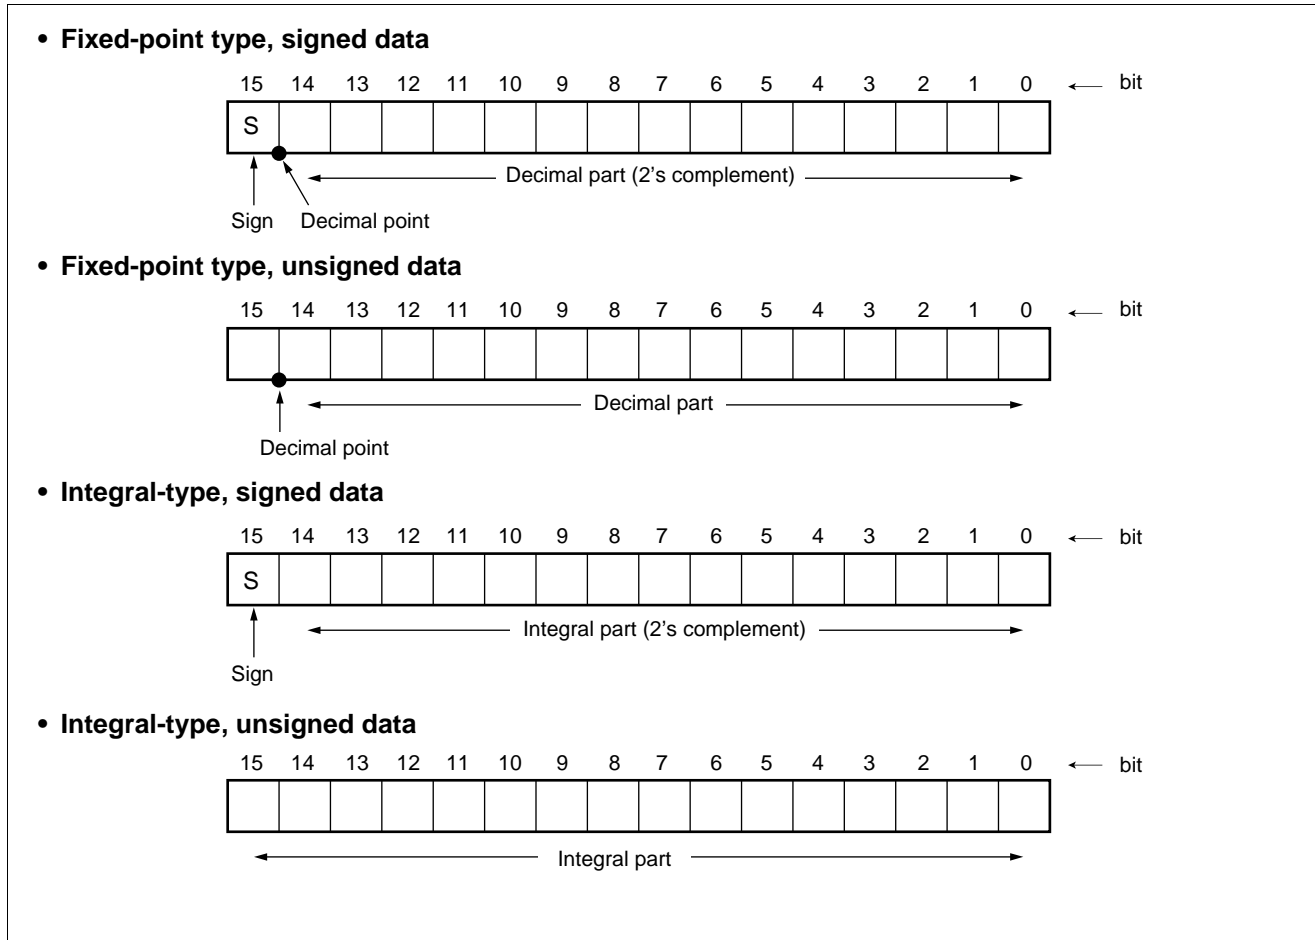 • Fixed-point type, signed data
15 14 13 12 11 10 9 8 7 6 5 4 3 2 1 0 ← bit
S
Decimal part (2's complement)
Sign Decimal point
• Fixed-point type, unsigned data
15 14 13 12 11 10 9 8 7 6 5 4 3 2 1 0 ← bit
Decimal part
Decimal point
• Integral-type, signed data
15 14 13 12 11 10 9 8 7 6 5 4 3 2 1 0 ← bit
S
Integral part (2's complement)
Sign
• Integral-type, unsigned data
15 14 13 12 11 10 9 8 7 6 5 4 3 2 1 0 ← bit
Integral part